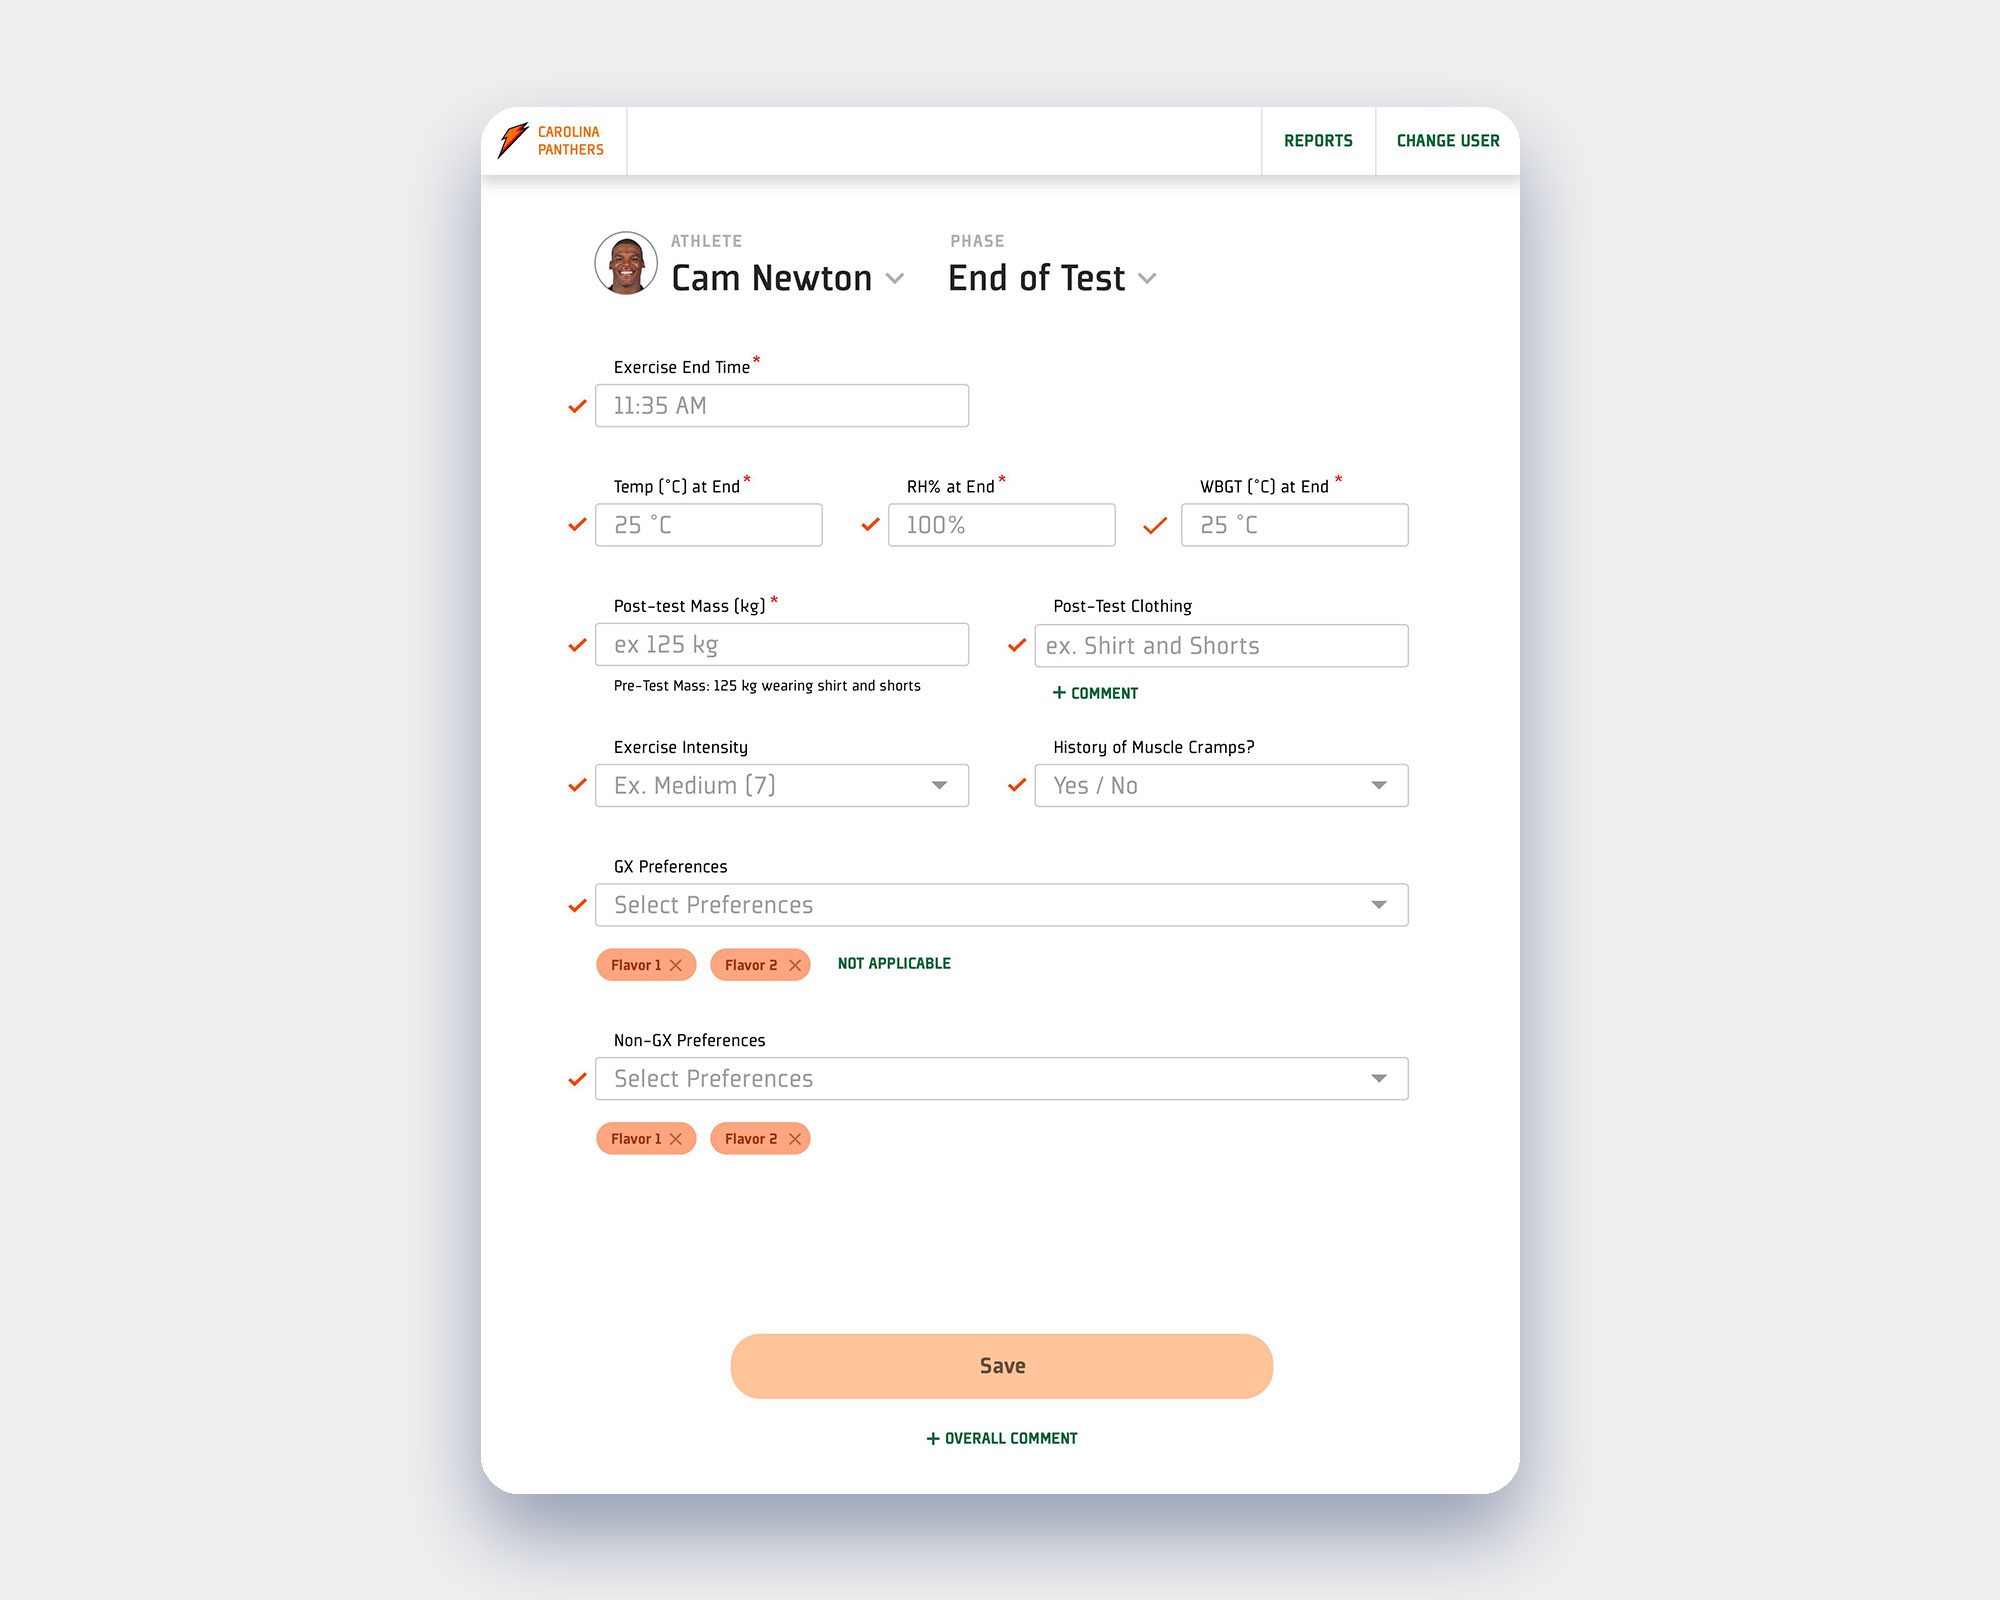 CAROLINA
PANTHERS
REPORTS
CHANGE USER
ATHLETE
PHASE
Cam Newton
End of Test
Exercise End Time*
11:35 AM
Temp (°C) at End*
RH% at End*
WBGT (°C) at End *
25 °C
100%
25 °C
Post-test Mass (kg) *
Post-Test Clothing
ex 125 kg
ex. Shirt and Shorts
Pre-Test Mass: 125 kg wearing shirt and shorts
+ COMMENT
Exercise Intensity
History of Muscle Cramps?
Ex. Medium (7)
Yes / No
GX Preferences
Select Preferences
Flavor 1
Flavor 2
NOT APPLICABLE
Non-GX Preferences
Select Preferences
Flavor 1
Flavor 2
Save
+ OVERALL COMMENT